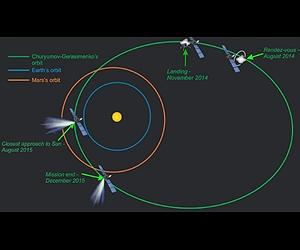 Churyumov-Gerasimenko's
orbit
Earth's orbit
Mars's orbit
Rendez-vous -
August 2014
Landing -
November 2014
Closest approach to Sun -
August 2015
Mission end -
December 2015